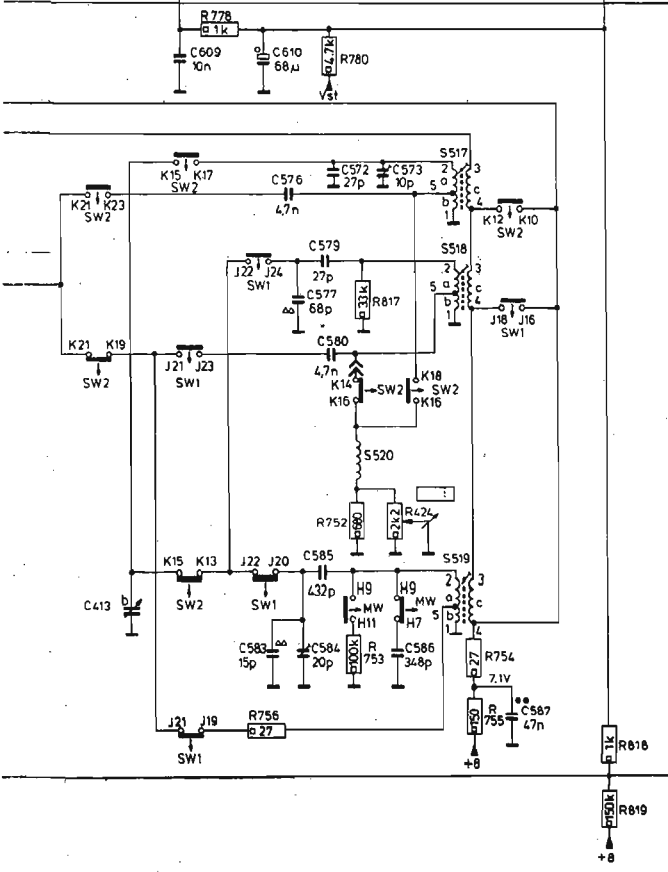 R778
1k
C609
10n
C610
68µ
4.7k
R780
Vst
S517
K15 K17
SW2
C572
27p
C573
10p
2 3
a
5 c
b
1 4
K21 K23
SW2
C576
4,7n
K12 K10
SW2
S518
J22 J24
SW1
C579
27p
C577
68p
33k
R817
2 3
a
5 c
b
1 4
J18 J16
SW1
K21 K19
SW2
J21 J23
SW1
C580
4,7n
K14
K16
SW2
K18
K16
SW2
S520
R752
680
2k2
R424
S519
K15 K13
SW2
J22 J20
SW1
C585
432p
C413
b
H9
MW
H11
H9
MW
H7
2 3
a
5 c
b
1 4
C583
15p
C584
20p
R
753
100k
C586
348p
27
R754
7.1V
150
R
755
C587
47n
+8
J21 J19
SW1
R756
27
1k
R818
150k
R819
+8